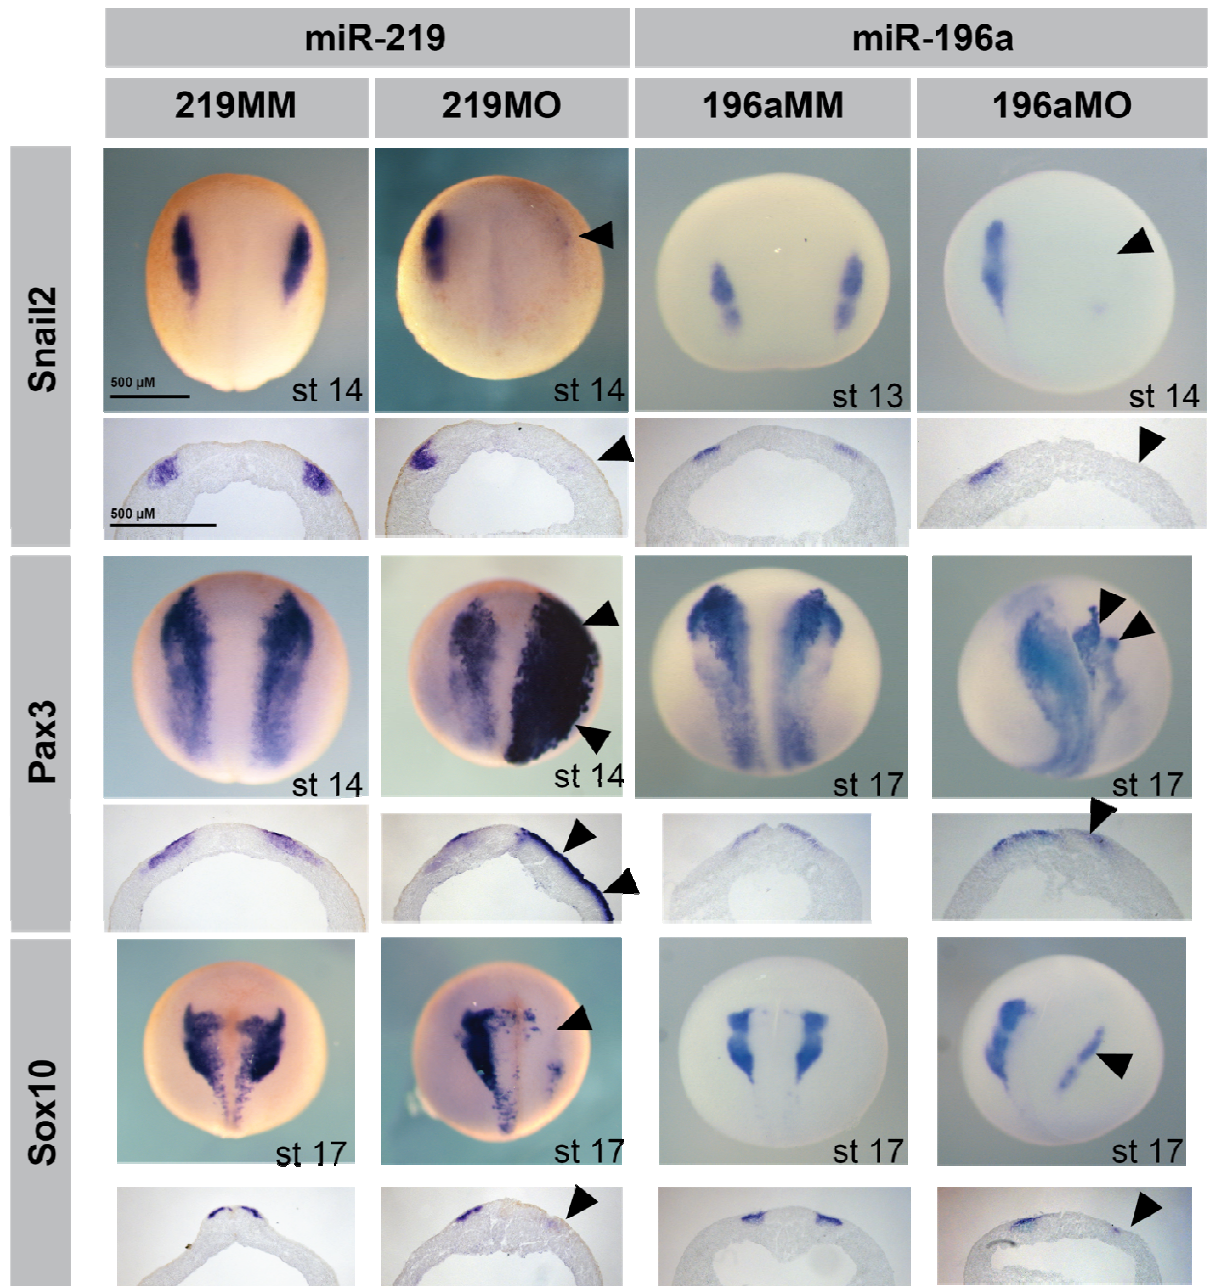 miR-219 miR-196a
219MM 219MO 196aMM 196aMO
Snail2
st 14 st 14 st 13 st 14
500 µM
500 µM
Pax3
st 14 st 14 st 17 st 17
Sox10
st 17 st 17 st 17 st 17